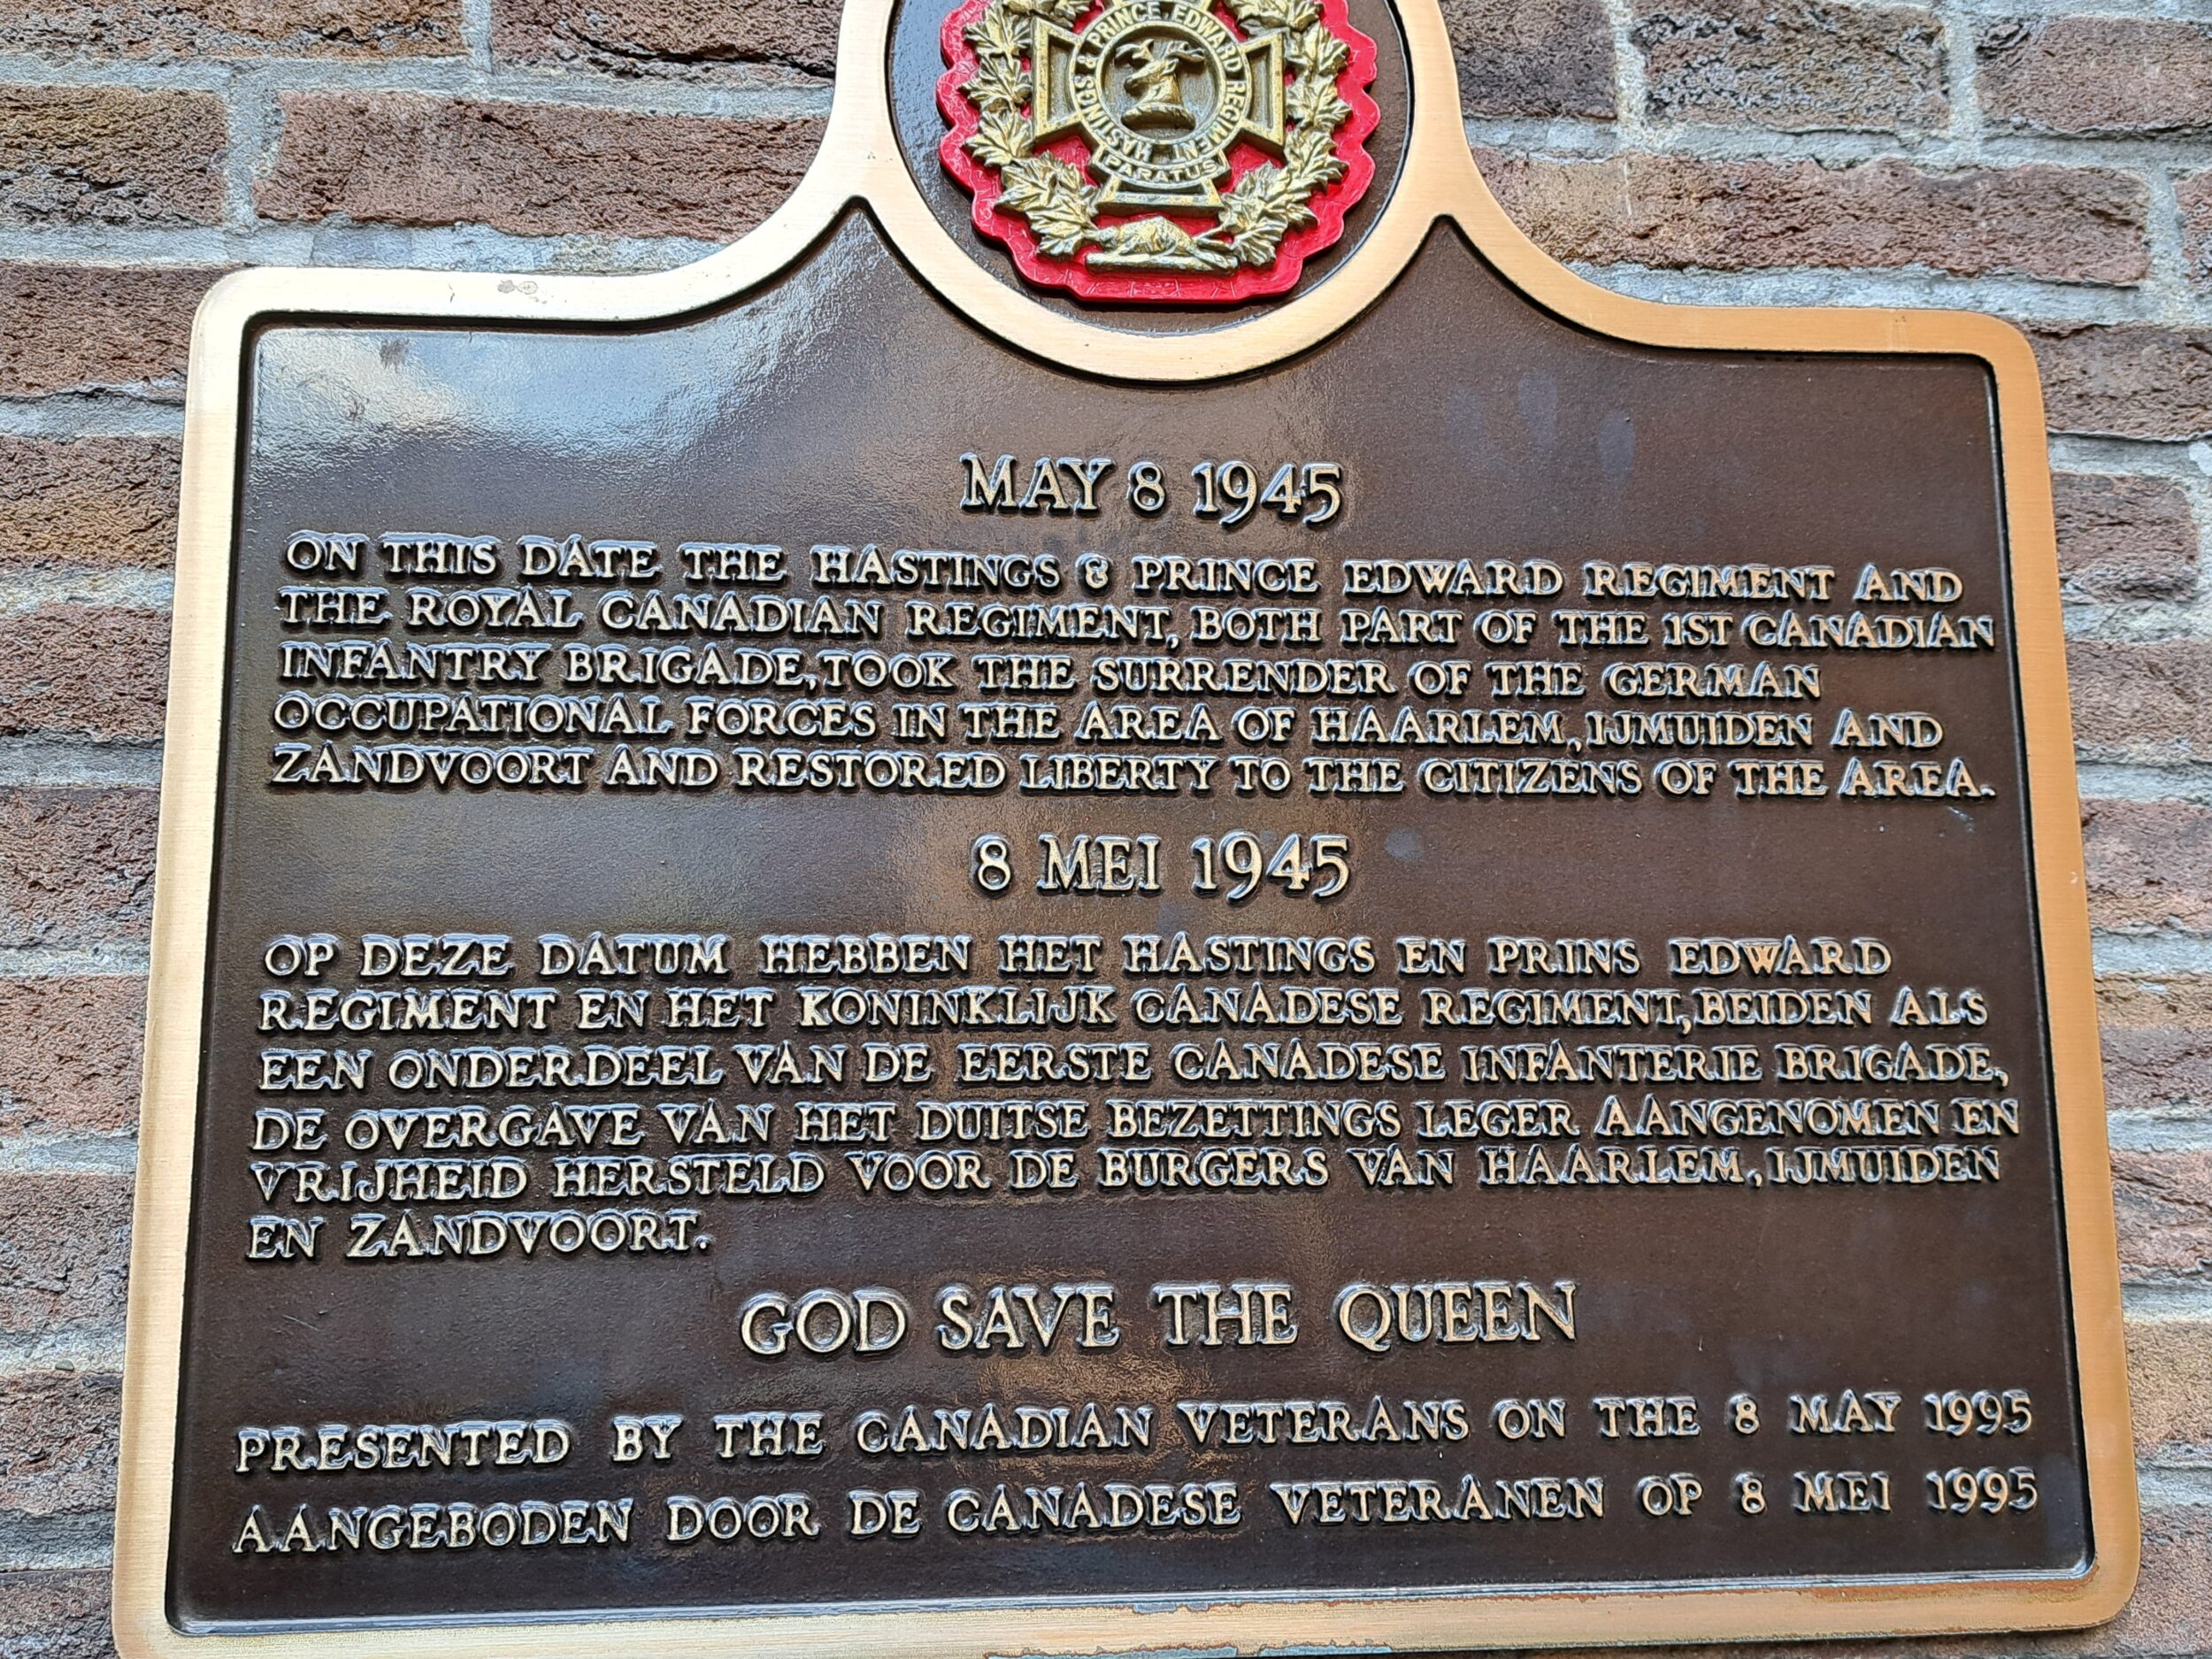 HASTINGS & PRINCE EDWARD REGIMENT
PARATUS
MAY 8 1945
ON THIS DATE THE HASTINGS & PRINCE EDWARD REGIMENT AND
THE ROYAL CANADIAN REGIMENT, BOTH PART OF THE 1ST CANADIAN
INFANTRY BRIGADE, TOOK THE SURRENDER OF THE GERMAN
OCCUPATIONAL FORCES IN THE AREA OF HAARLEM, IJMUIDEN AND
ZANDVOORT AND RESTORED LIBERTY TO THE CITIZENS OF THE AREA.
8 MEI 1945
OP DEZE DATUM HEBBEN HET HASTINGS EN PRINS EDWARD
REGIMENT EN HET KONINKLIJK CANADESE REGIMENT, BEIDEN ALS
EEN ONDERDEEL VAN DE EERSTE CANADESE INFANTERIE BRIGADE,
DE OVERGAVE VAN HET DUITSE BEZETTINGS LEGER AANGENOMEN EN
VRIJHEID HERSTELD VOOR DE BURGERS VAN HAARLEM, IJMUIDEN
EN ZANDVOORT.
GOD SAVE THE QUEEN
PRESENTED BY THE CANADIAN VETERANS ON THE 8 MAY 1995
AANGEBODEN DOOR DE CANADESE VETERANEN OP 8 MEI 1995